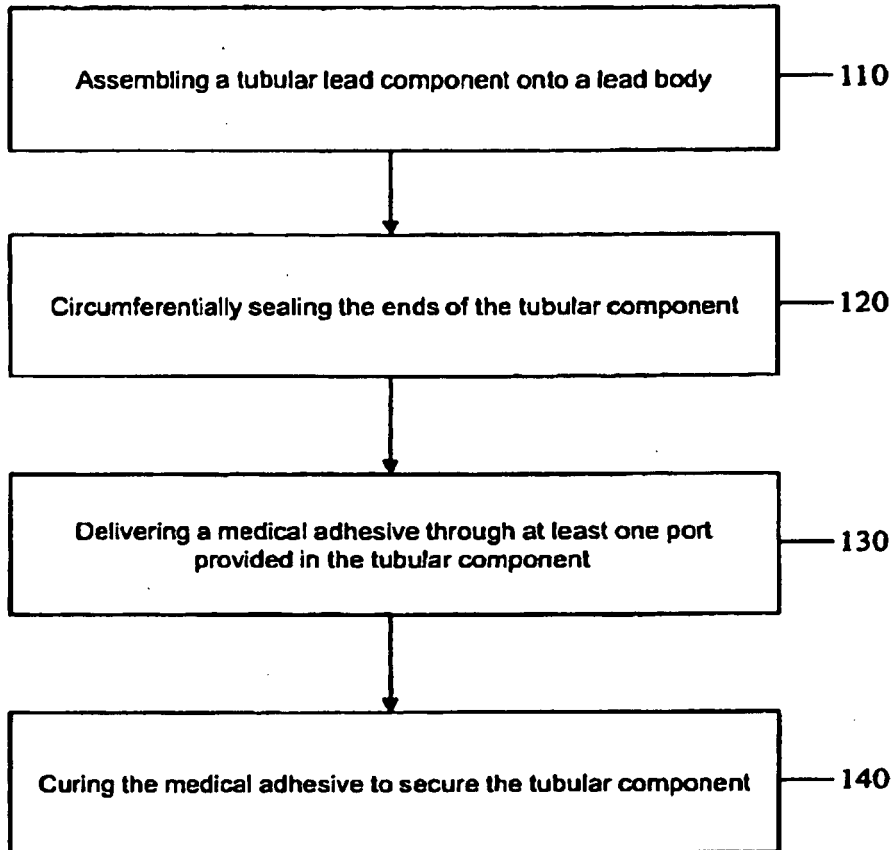 Assembling a tubular lead component onto a lead body
110
Circumferentially sealing the ends of the tubular component
120
Delivering a medical adhesive through at least one port
provided in the tubular component
130
Curing the medical adhesive to secure the tubular component
140